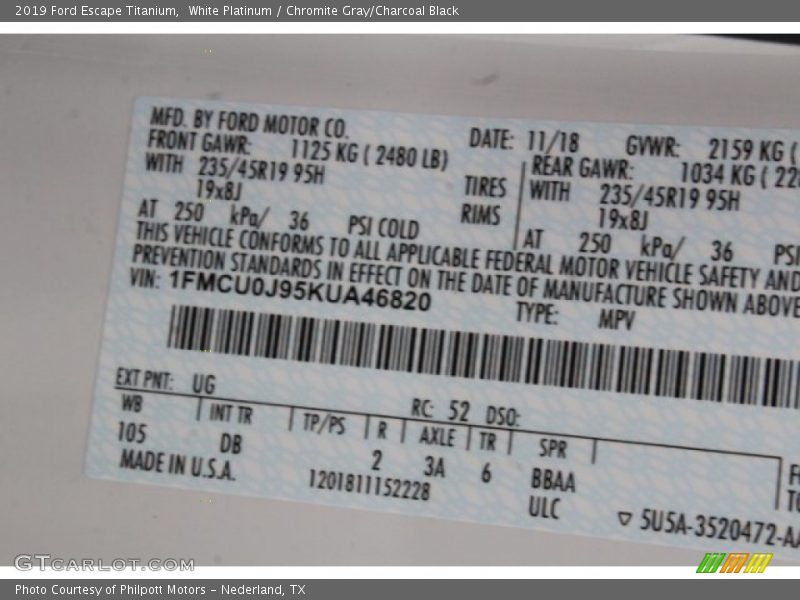 2019 Ford Escape Titanium,  White Platinum / Chromite Gray/Charcoal Black
MFD. BY FORD MOTOR CO.
DATE: 11/18 GVWR: 2159 KG (
FRONT GAWR: 1125 KG ( 2480 LB)
REAR GAWR: 1034 KG ( 22
WITH 235/45R19 95H TIRES WITH 235/45R19 95H
19x8J RIMS 19x8J
AT 250 kPa/ 36 PSI COLD AT 250 kPa/ 36 PSI
THIS VEHICLE CONFORMS TO ALL APPLICABLE FEDERAL MOTOR VEHICLE SAFETY AND
PREVENTION STANDARDS IN EFFECT ON THE DATE OF MANUFACTURE SHOWN ABOVE
VIN: 1FMCU0J95KUA46820
TYPE: MPV
EXT PNT: UG RC: 52 DSO:
WB INT TR TP/PS R AXLE TR SPR
105 DB 2 3A 6 BBAA
MADE IN U.S.A. 1201811152228 ULC
▽ 5U5A-3520472-AA
GTCARLOT.COM
Photo Courtesy of Philpott Motors - Nederland, TX